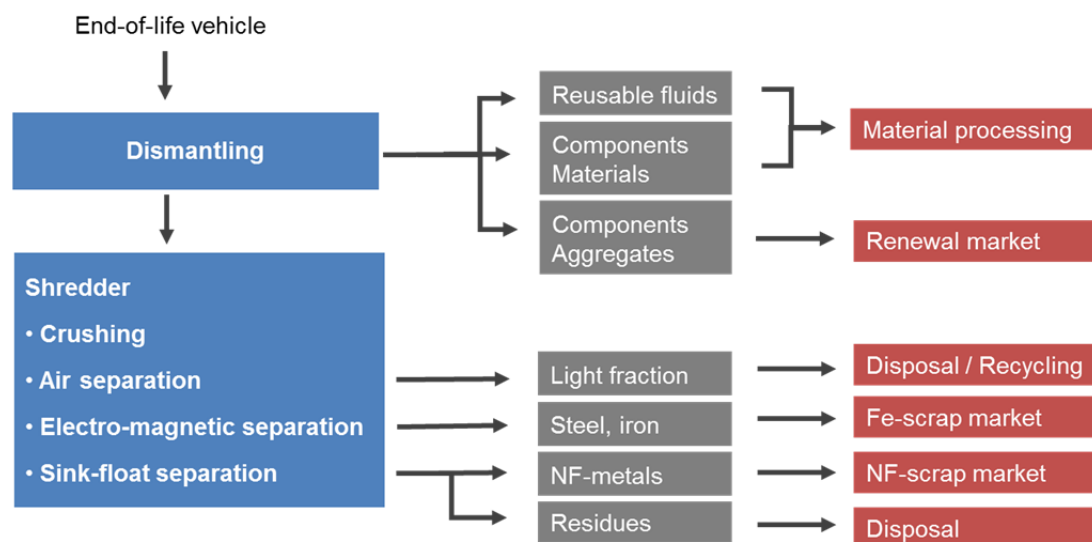 End-of-life vehicle
Dismantling
Reusable fluids
Components
Materials
Components
Aggregates
Material processing
Renewal market
Shredder
• Crushing
• Air separation
• Electro-magnetic separation
• Sink-float separation
Light fraction
Steel, iron
NF-metals
Residues
Disposal / Recycling
Fe-scrap market
NF-scrap market
Disposal